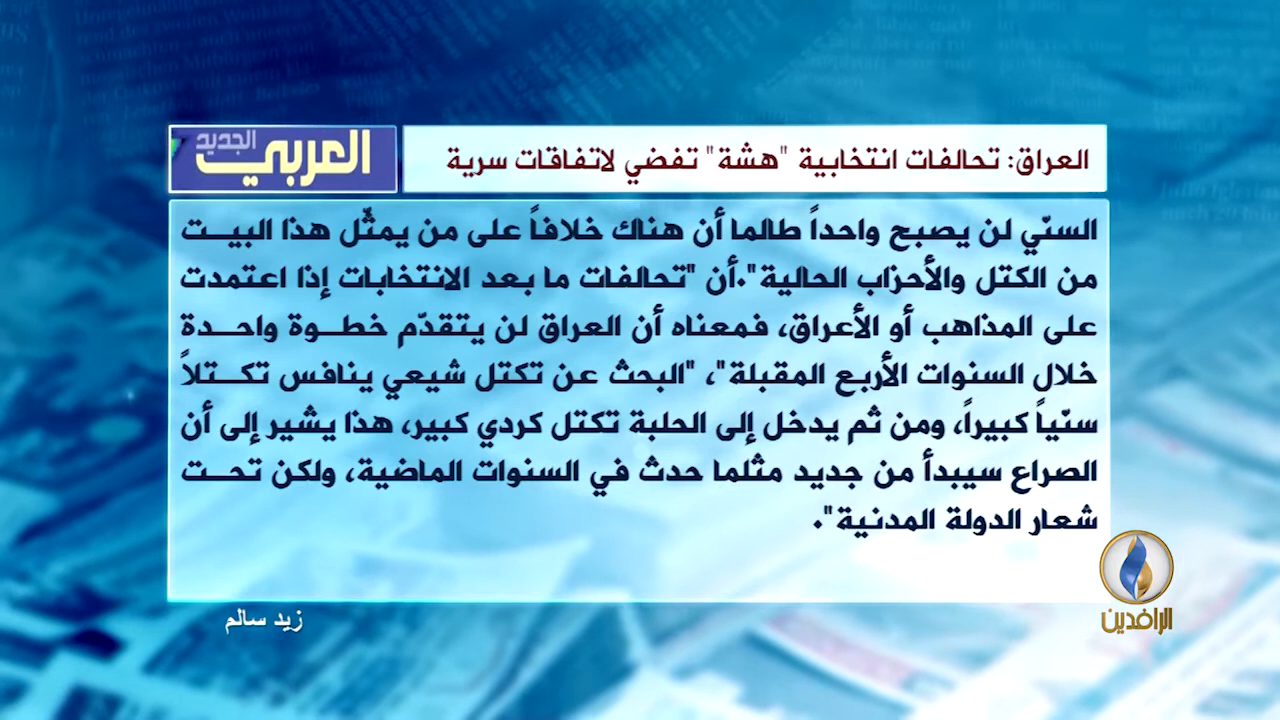 العربي الجديد
العراق: تحالفات انتخابية "هشة" تفضي لاتفاقات سرية
السنّي لن يصبح واحداً طالما أن هناك خلافاً على من يمثّل هذا البيت
من الكتل والأحزاب الحالية".أن "تحالفات ما بعد الانتخابات إذا اعتمدت
على المذاهب أو الأعراق، فمعناه أن العراق لن يتقدّم خطوة واحدة
خلال السنوات الأربع المقبلة"، "البحث عن تكتل شيعي ينافس تكتلاً
سنّياً كبيراً، ومن ثم يدخل إلى الحلبة تكتل كردي كبير، هذا يشير إلى أن
الصراع سيبدأ من جديد مثلما حدث في السنوات الماضية، ولكن تحت
شعار الدولة المدنية".
زيد سالم
الرافدين